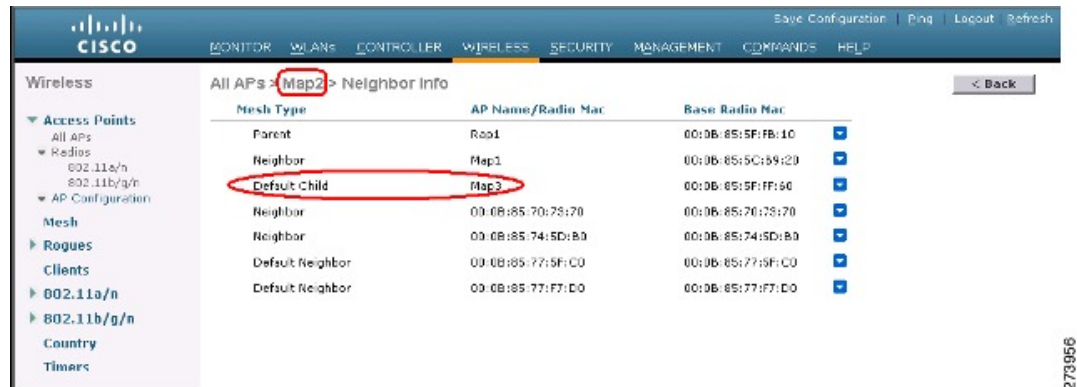 Save Configuration | Ping | Logout | Refresh
CISCO
MONITOR WLANs CONTROLLER WIRELESS SECURITY MANAGEMENT COMMANDS HELP
Wireless
All APs > Map2 > Neighbor Info
< Back
Access Points
All APs
Radios
802.11a/n
802.11b/g/n
AP Configuration
Mesh
Rogues
Clients
802.11a/n
802.11b/g/n
Country
Timers
Mesh Type AP Name/Radio Mac Base Radio Mac
Parent Rap1 00:0B:85:5F:FB:10
Neighbor Map1 00:0B:85:5C:B9:20
Default Child Map3 00:0B:85:5F:FF:60
Neighbor 00:0B:85:70:73:70 00:0B:85:70:73:70
Neighbor 00:0B:85:74:5D:B0 00:0B:85:74:5D:B0
Default Neighbor 00:0B:85:77:5F:C0 00:0B:85:77:5F:C0
Default Neighbor 00:0B:85:77:F7:D0 00:0B:85:77:F7:D0
273956